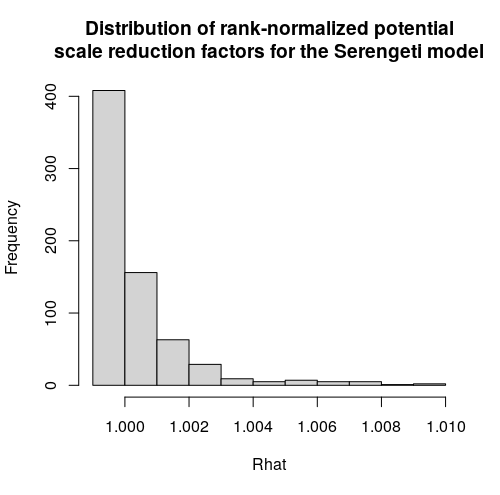 Distribution of rank-normalized potential
scale reduction factors for the Serengeti model
Frequency
400
300
200
100
0
1.000 1.002 1.004 1.006 1.008 1.010
Rhat